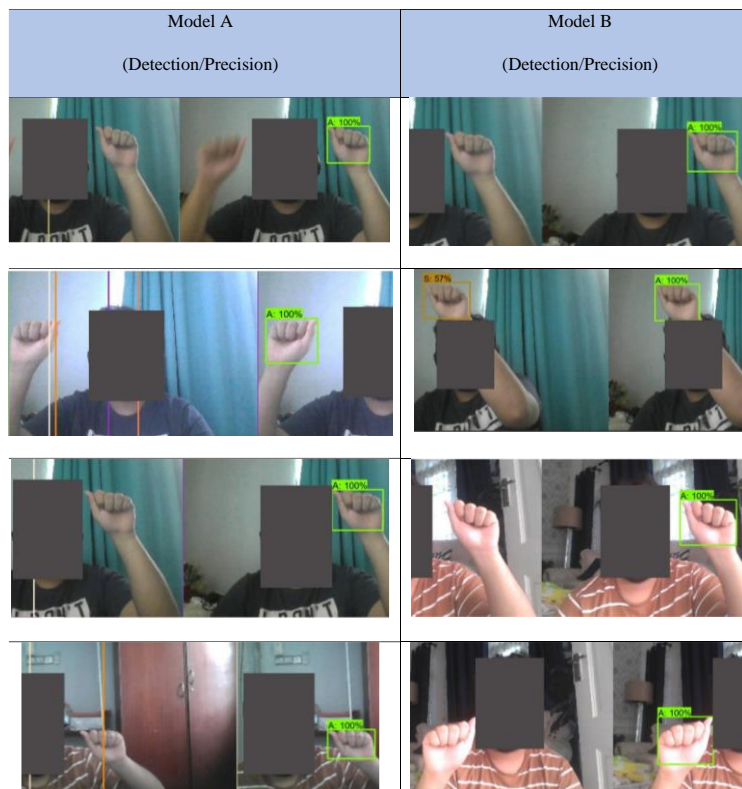 Model A
(Detection/Precision)
Model B
(Detection/Precision)
A: 100%
A: 100%
A: 100%
S: 57%
A: 100%
A: 100%
A: 100%
A: 100%
A: 100%